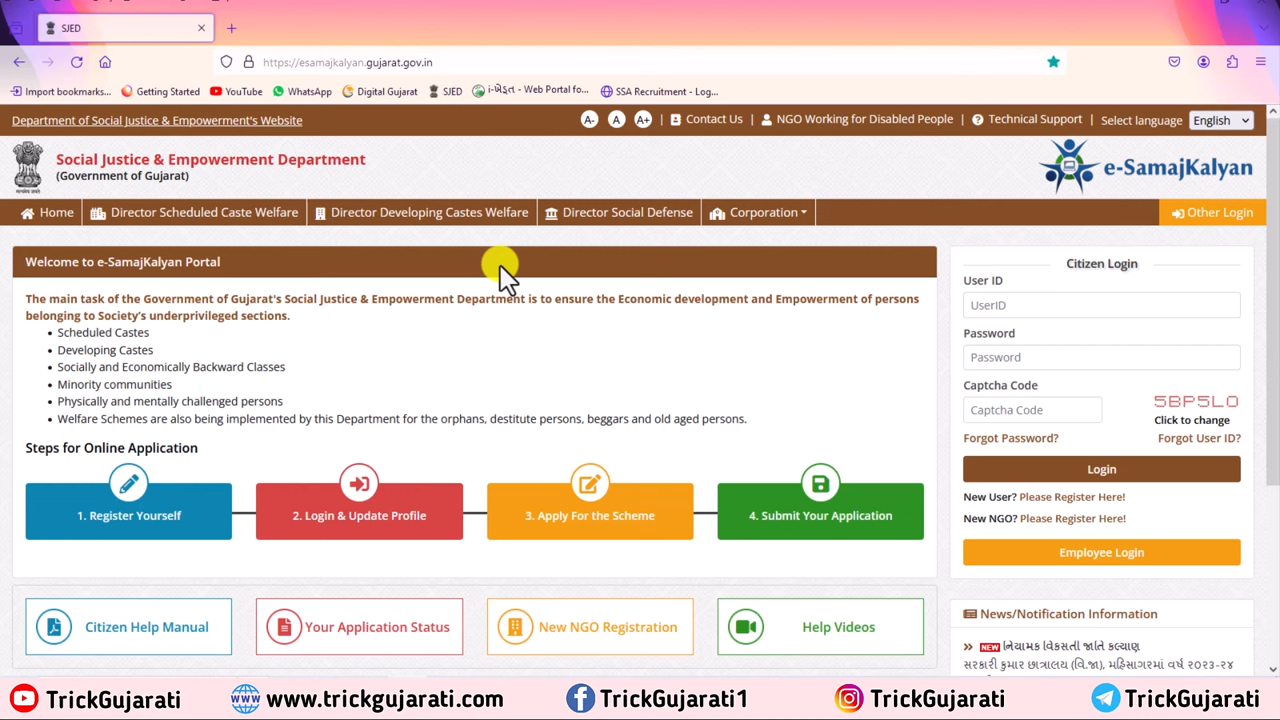 SJED
https://esamajkalyan.gujarat.gov.in
Import bookmarks... Getting Started YouTube WhatsApp Digital Gujarat SJED i-ખેડૂત - Web Portal fo... SSA Recruitment - Log...
Department of Social Justice & Empowerment's Website A- A A+ Contact Us NGO Working for Disabled People Technical Support Select language English
Social Justice & Empowerment Department
(Government of Gujarat)
e-SamajKalyan
Home Director Scheduled Caste Welfare Director Developing Castes Welfare Director Social Defense Corporation Other Login
Welcome to e-SamajKalyan Portal
The main task of the Government of Gujarat's Social Justice & Empowerment Department is to ensure the Economic development and Empowerment of persons
belonging to Society's underprivileged sections.
• Scheduled Castes
• Developing Castes
• Socially and Economically Backward Classes
• Minority communities
• Physically and mentally challenged persons
• Welfare Schemes are also being implemented by this Department for the orphans, destitute persons, beggars and old aged persons.
Steps for Online Application
1. Register Yourself 2. Login & Update Profile 3. Apply For the Scheme 4. Submit Your Application
Citizen Help Manual Your Application Status New NGO Registration Help Videos
Citizen Login
User ID
UserID
Password
Password
Captcha Code
Captcha Code 5BP5LO
Click to change
Forgot Password? Forgot User ID?
Login
New User? Please Register Here!
New NGO? Please Register Here!
Employee Login
News/Notification Information
NEW નિયામક વિકસતી જાતિ કલ્યાણ
સરકારી કુમાર છાત્રાલય (વિ.જા), મહિસાગરમાં વર્ષ ૨૦૨૩-૨૪
TrickGujarati www.trickgujarati.com TrickGujarati1 TrickGujarati TrickGujarati